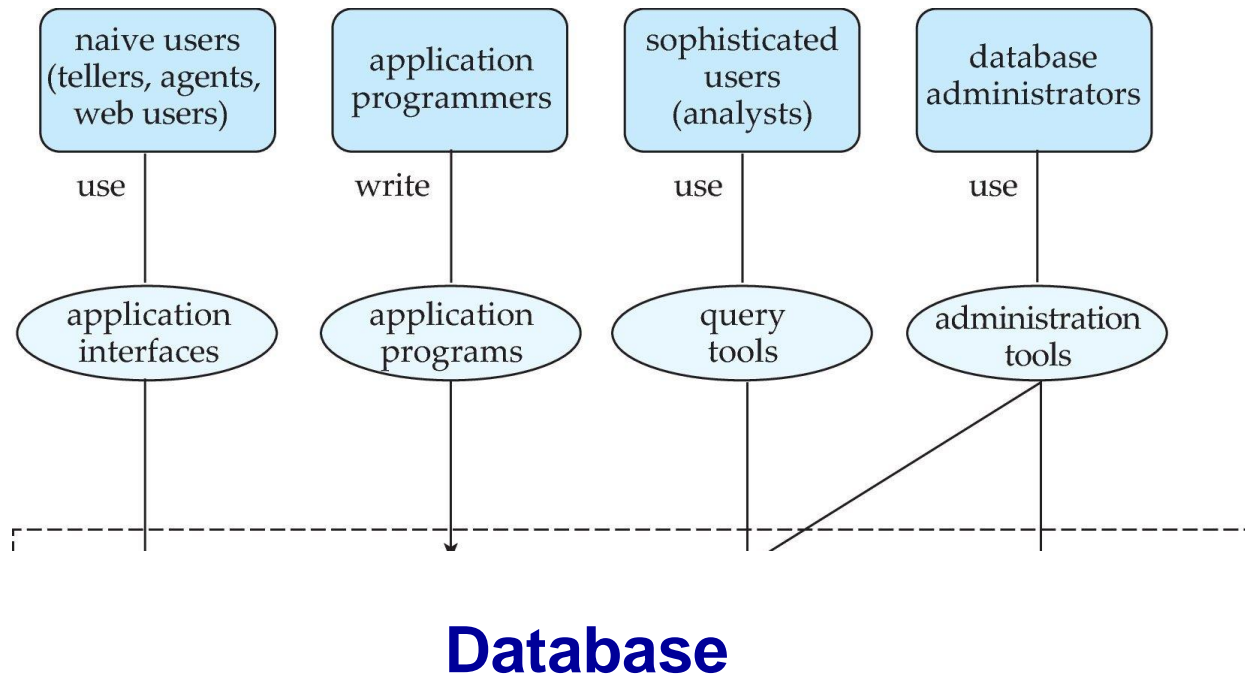 naive users
(tellers, agents,
web users)
application
programmers
sophisticated
users
(analysts)
database
administrators
use
write
use
use
application
interfaces
application
programs
query
tools
administration
tools
Database